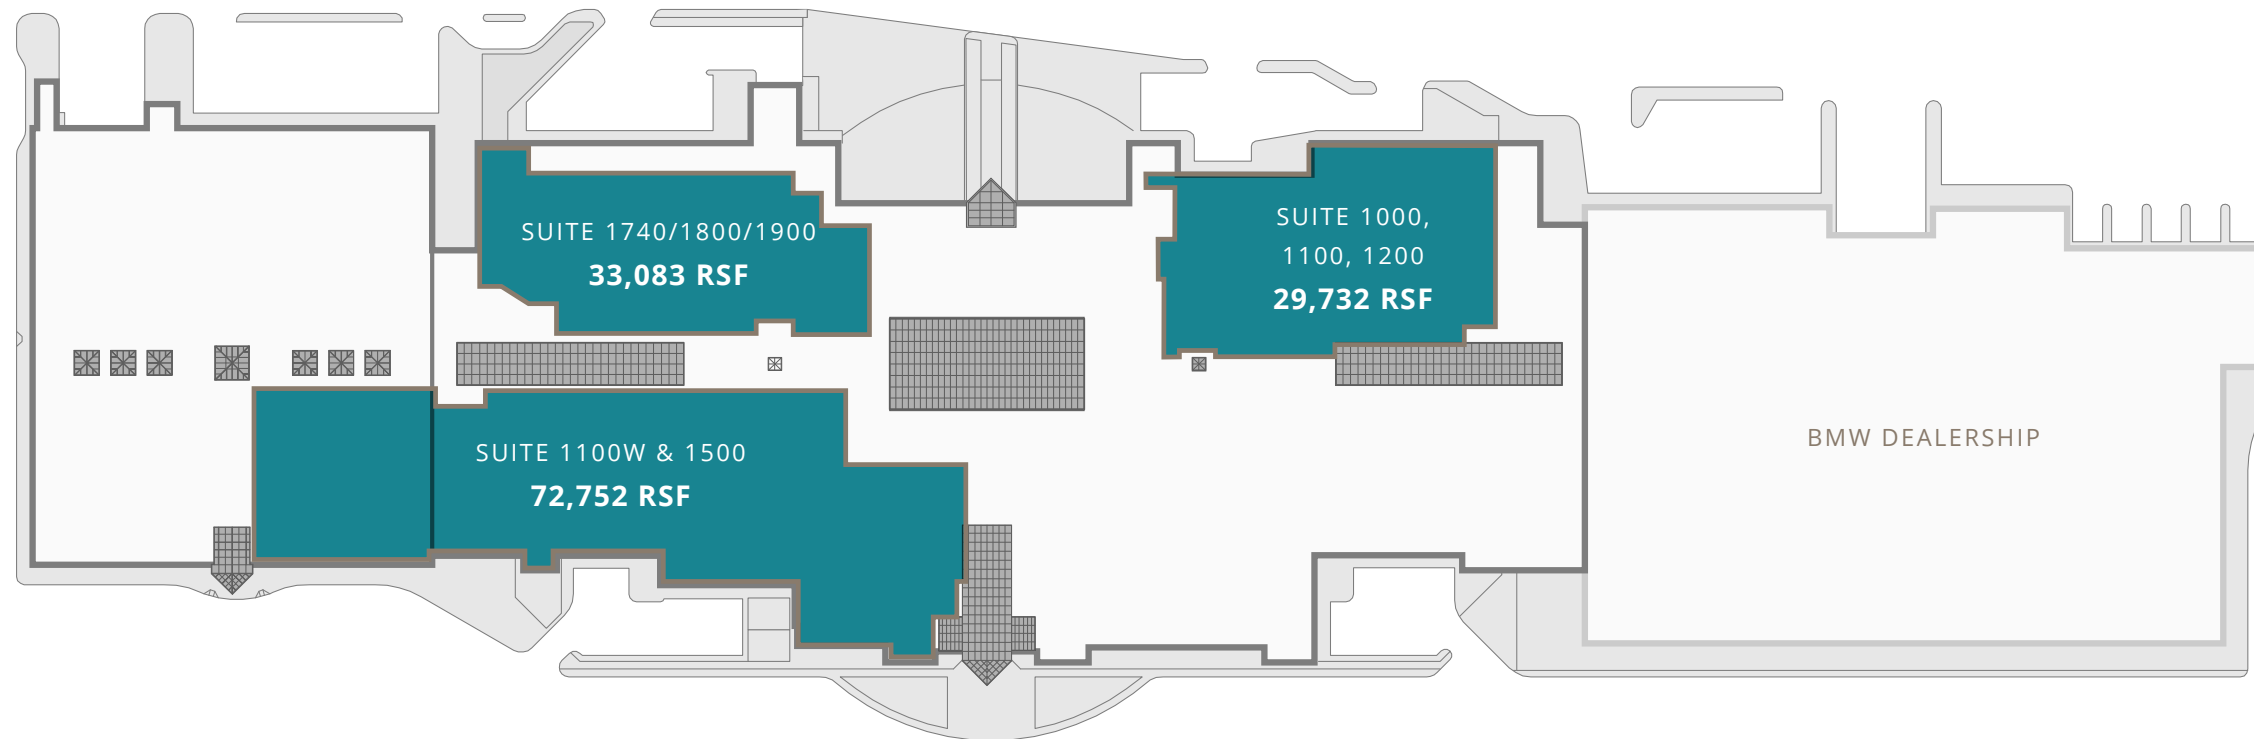 SUITE 1740/1800/1900
33,083 RSF
SUITE 1000,
1100, 1200
29,732 RSF
SUITE 1100W & 1500
72,752 RSF
BMW DEALERSHIP